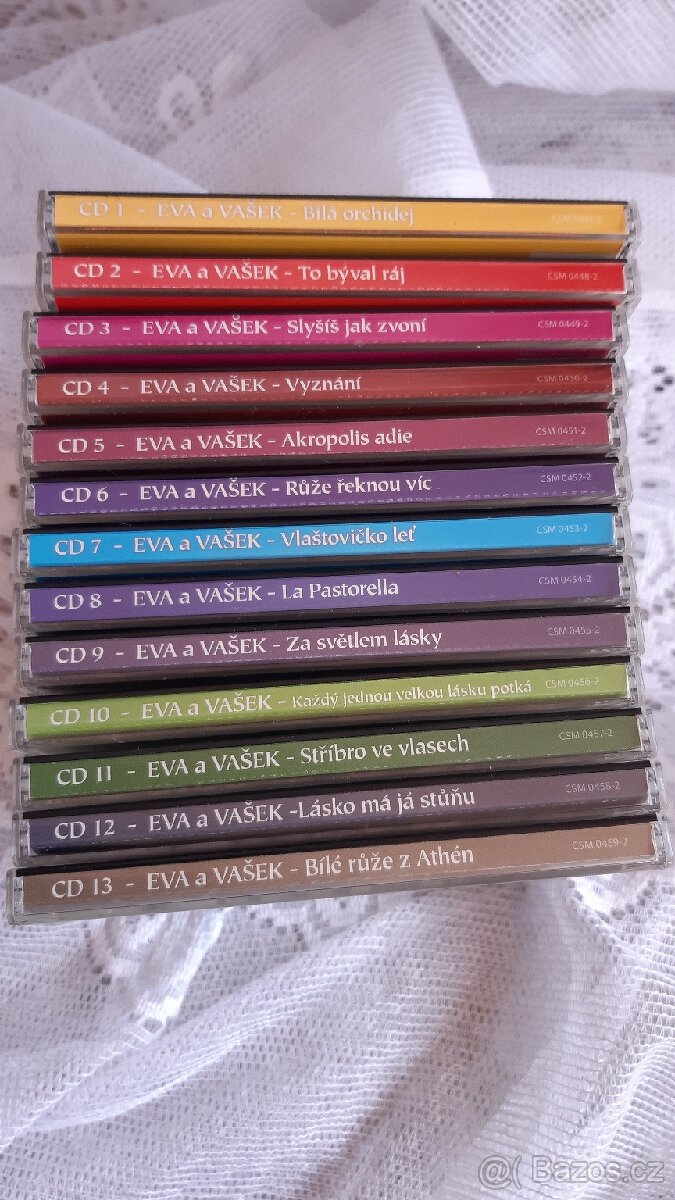 CD 1 - EVA a VAŠEK - Bílá orchidej CSM 0447-2
CD 2 - EVA a VAŠEK - To býval ráj CSM 0448-2
CD 3 - EVA a VAŠEK - Slyšíš jak zvoní CSM 0449-2
CD 4 - EVA a VAŠEK - Vyznání CSM 0450-2
CD 5 - EVA a VAŠEK - Akropolis adie CSM 0451-2
CD 6 - EVA a VAŠEK - Růže řeknou víc CSM 0452-2
CD 7 - EVA a VAŠEK - Vlaštovičko leť CSM 0453-2
CD 8 - EVA a VAŠEK - La Pastorella CSM 0454-2
CD 9 - EVA a VAŠEK - Za světlem lásky CSM 0455-2
CD 10 - EVA a VAŠEK - Každý jednou velkou lásku potká CSM 0456-2
CD 11 - EVA a VAŠEK - Stříbro ve vlasech CSM 0457-2
CD 12 - EVA a VAŠEK -Lásko má já stůňu CSM 0458-2
CD 13 - EVA a VAŠEK - Bílé růže z Athén CSM 0459-2
@( Bazos.cz